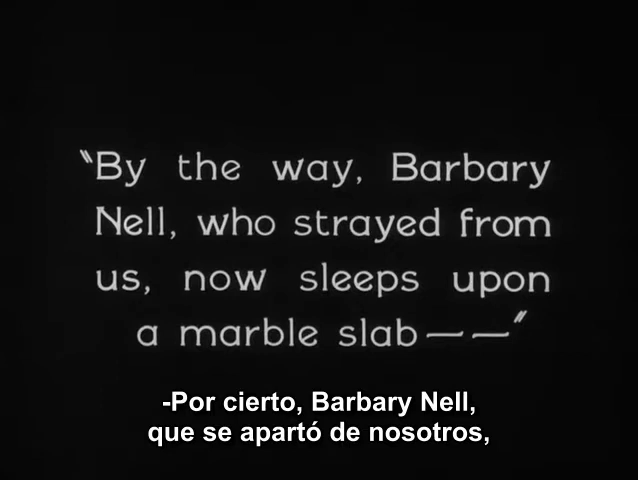 "By the way, Barbary
Nell, who strayed from
us, now sleeps upon
a marble slab — —"
-Por cierto, Barbary Nell,
que se apartó de nosotros,